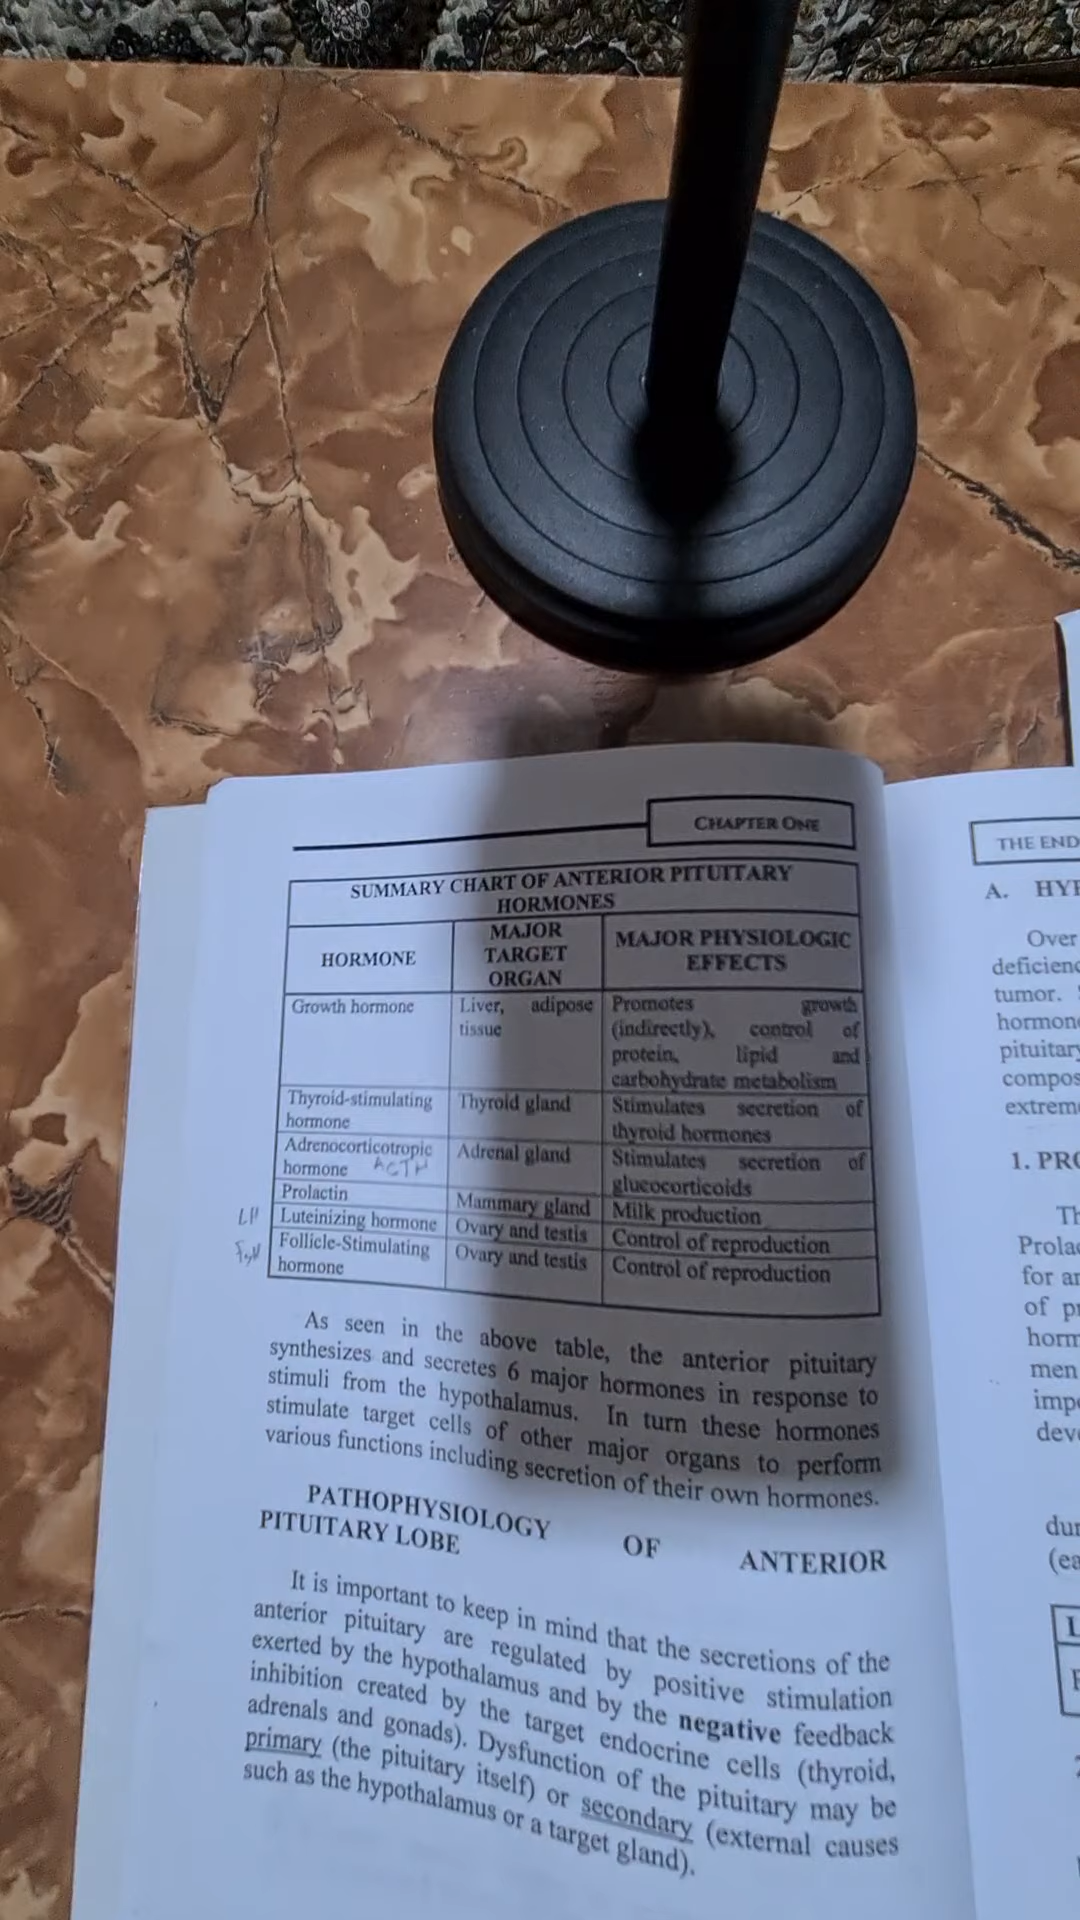 CHAPTER ONE
SUMMARY CHART OF ANTERIOR PITUITARY
HORMONES
HORMONE
MAJOR
TARGET
ORGAN
MAJOR PHYSIOLOGIC
EFFECTS
Growth hormone
Liver, adipose
tissue
Promotes growth
(indirectly), control of
protein, lipid and
carbohydrate metabolism
Thyroid-stimulating
hormone
Thyroid gland
Stimulates secretion of
thyroid hormones
Adrenocorticotropic
hormone ACTH
Adrenal gland
Stimulates secretion of
glucocorticoids
Prolactin
Mammary gland
Milk production
LH
Luteinizing hormone
Ovary and testis
Control of reproduction
Follicle-Stimulating
hormone
Ovary and testis
Control of reproduction
As seen in the above table, the anterior pituitary
synthesizes and secretes 6 major hormones in response to
stimuli from the hypothalamus. In turn these hormones
stimulate target cells of other major organs to perform
various functions including secretion of their own hormones.
PATHOPHYSIOLOGY OF ANTERIOR
PITUITARY LOBE
It is important to keep in mind that the secretions of the
anterior pituitary are regulated by positive stimulation
exerted by the hypothalamus and by the negative feedback
inhibition created by the target endocrine cells (thyroid,
adrenals and gonads). Dysfunction of the pituitary may be
primary (the pituitary itself) or secondary (external causes
such as the hypothalamus or a target gland).
THE END
A. HYP
Over
deficienc
tumor.
hormon
pituitary
compos
extrem
1. PRO
Th
Prola
for an
of pr
horm
men
imp
deve
dur
(ea